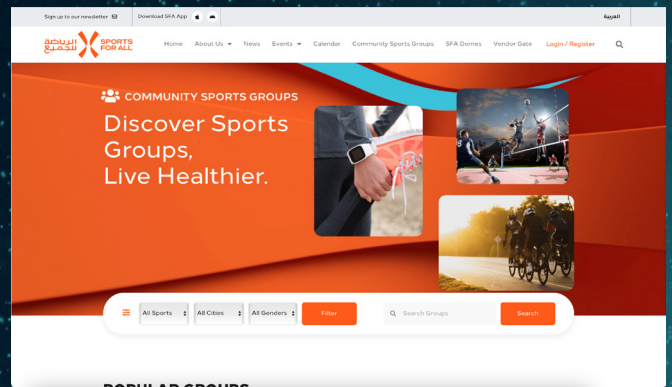 Sign up to our newsletter
Download SFA App
العربية
الرياضة للجميع
SPORTS FOR ALL
Home
About Us
News
Events
Calendar
Community Sports Groups
SFA Domes
Vendor Gate
Login / Register
COMMUNITY SPORTS GROUPS
Discover Sports
Groups,
Live Healthier.
All Sports
All Cities
All Genders
Filter
Search Groups
Search
POPULAR GROUPS